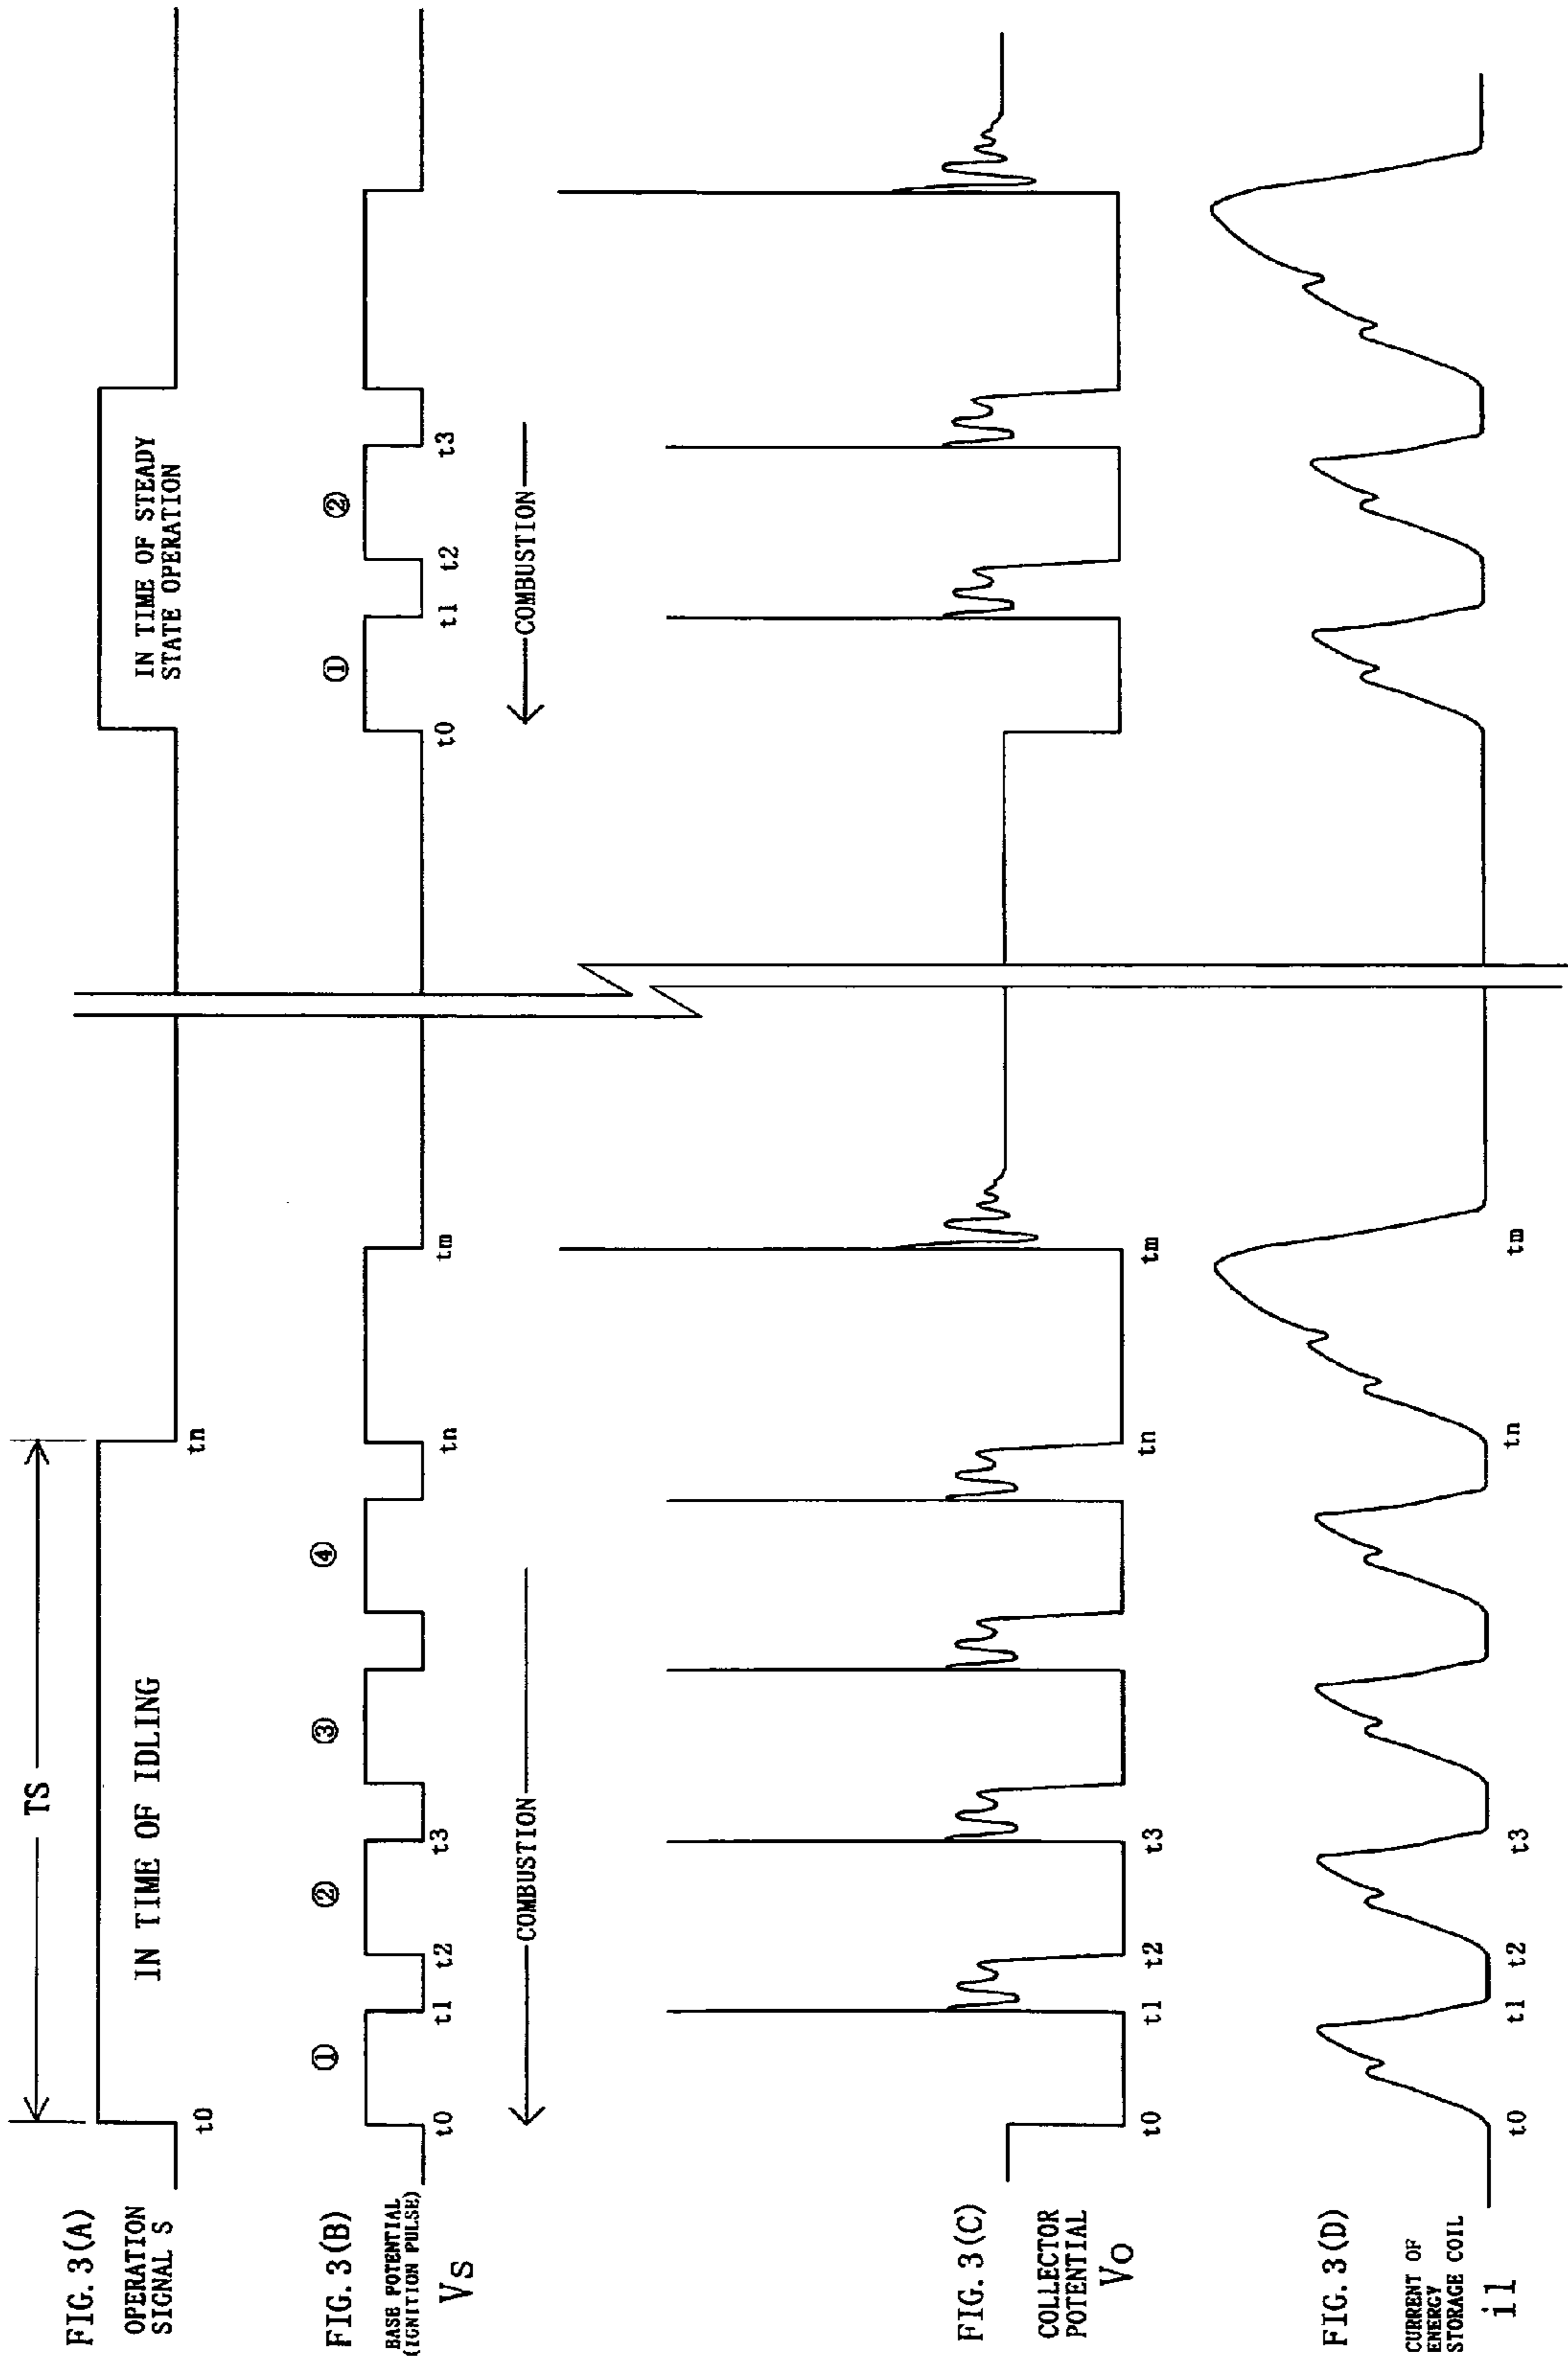 FIG. 3(A)
OPERATION
SIGNAL S
TS
IN TIME OF IDLING
t0
tn
IN TIME OF STEADY
STATE OPERATION
FIG. 3(B)
BASE POTENTIAL
(IGNITION PULSE)
Vs
① ② ③ ④ ① ②
t0 t1 t2 t3 tn tm t0 t1 t2 t3
COMBUSTION
COMBUSTION
FIG. 3(C)
COLLECTOR
POTENTIAL
Vo
t0 t1 t2 t3 tn tm
FIG. 3(D)
CURRENT OF
ENERGY
STORAGE COIL
i1
t0 t1 t2 t3 tn tm